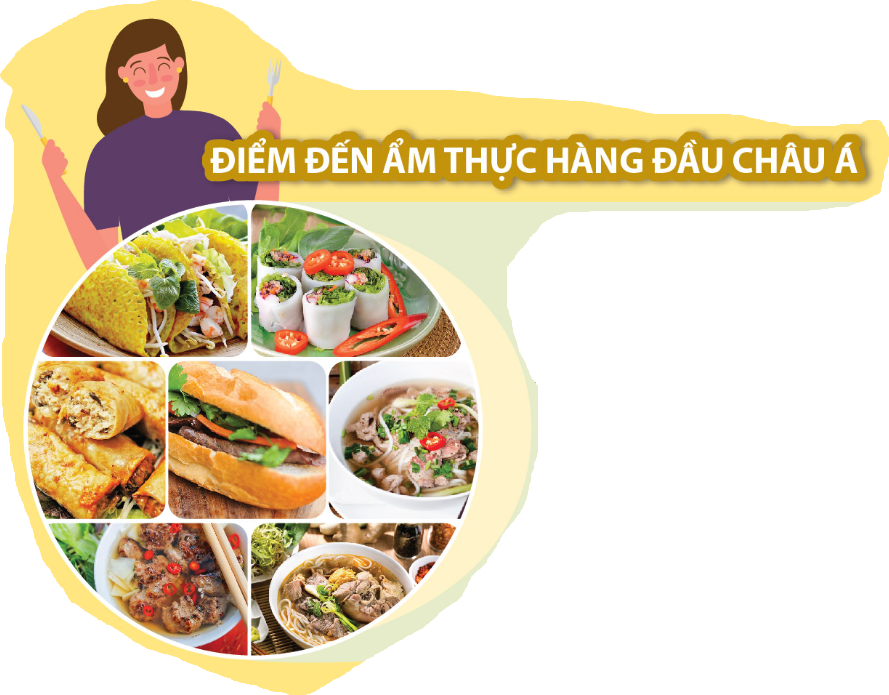 ĐIỂM ĐẾN ẨM THỰC HÀNG ĐẦU CHÂU Á